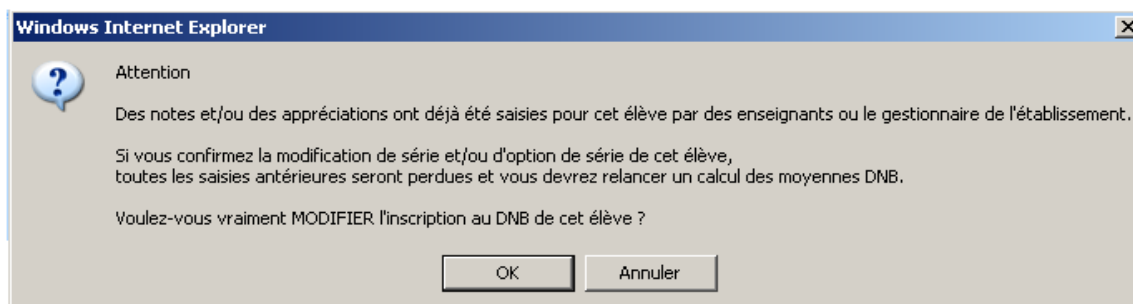 Windows Internet Explorer
Attention
Des notes et/ou des appréciations ont déjà été saisies pour cet élève par des enseignants ou le gestionnaire de l'établissement.
Si vous confirmez la modification de série et/ou d'option de série de cet élève,
toutes les saisies antérieures seront perdues et vous devrez relancer un calcul des moyennes DNB.
Voulez-vous vraiment MODIFIER l'inscription au DNB de cet élève ?
OK
Annuler